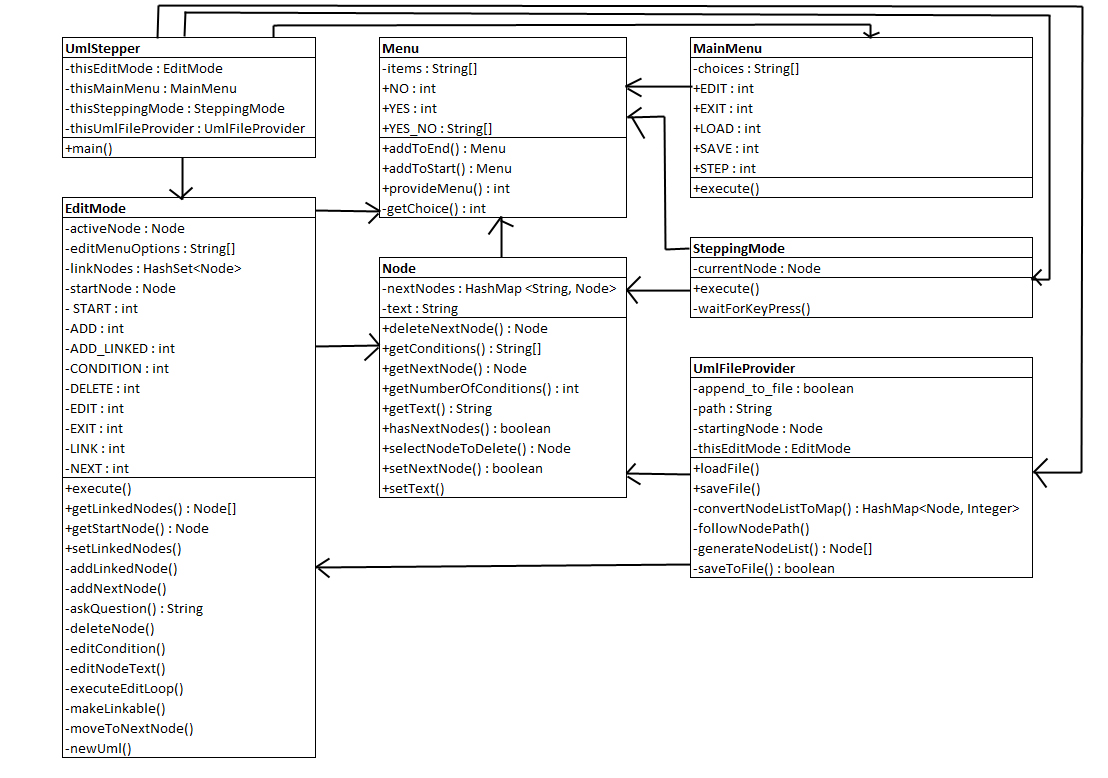 UmlStepper
-thisEditMode : EditMode
-thisMainMenu : MainMenu
-thisSteppingMode : SteppingMode
-thisUmlFileProvider : UmlFileProvider
+main()
Menu
-items : String[]
+NO : int
+YES : int
+YES_NO : String[]
+addToEnd() : Menu
+addToStart() : Menu
+provideMenu() : int
-getChoice() : int
MainMenu
-choices : String[]
+EDIT : int
+EXIT : int
+LOAD : int
+SAVE : int
+STEP : int
+execute()
EditMode
-activeNode : Node
-editMenuOptions : String[]
-linkNodes : HashSet<Node>
-startNode : Node
- START : int
-ADD : int
-ADD_LINKED : int
-CONDITION : int
-DELETE : int
-EDIT : int
-EXIT : int
-LINK : int
-NEXT : int
+execute()
+getLinkedNodes() : Node[]
+getStartNode() : Node
+setLinkedNodes()
-addLinkedNode()
-addNextNode()
-askQuestion() : String
-deleteNode()
-editCondition()
-editNodeText()
-executeEditLoop()
-makeLinkable()
-moveToNextNode()
-newUml()
Node
-nextNodes : HashMap <String, Node>
-text : String
+deleteNextNode() : Node
+getConditions() : String[]
+getNextNode() : Node
+getNumberOfConditions() : int
+getText() : String
+hasNextNodes() : boolean
+selectNodeToDelete() : Node
+setNextNode() : boolean
+setText()
SteppingMode
-currentNode : Node
+execute()
-waitForKeyPress()
UmlFileProvider
-append_to_file : boolean
-path : String
-startingNode : Node
-thisEditMode : EditMode
+loadFile()
+saveFile()
-convertNodeListToMap() : HashMap<Node, Integer>
-followNodePath()
-generateNodeList() : Node[]
-saveToFile() : boolean